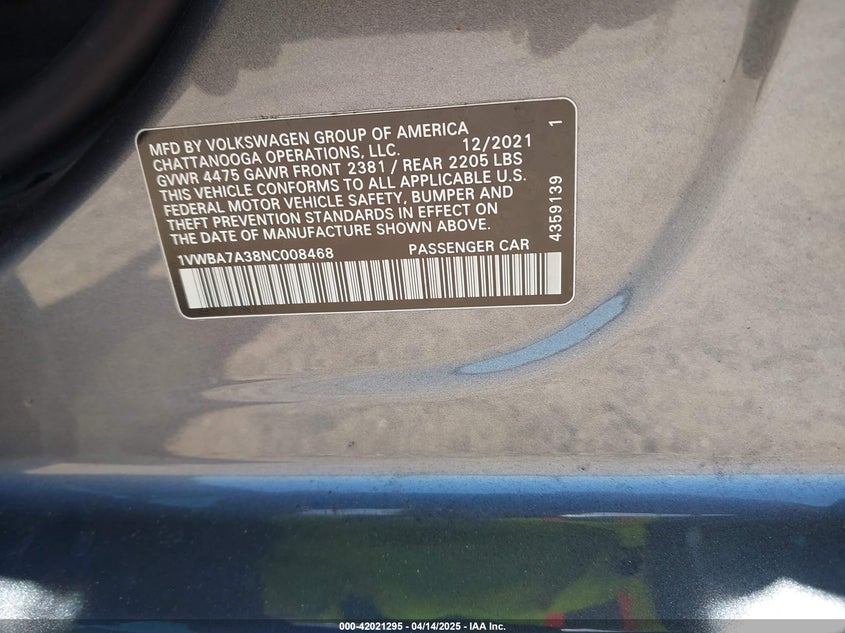 MFD BY VOLKSWAGEN GROUP OF AMERICA
CHATTANOOGA OPERATIONS, LLC. 12/2021 1
GVWR 4475 GAWR FRONT 2381 / REAR 2205 LBS
THIS VEHICLE CONFORMS TO ALL APPLICABLE U.S.
FEDERAL MOTOR VEHICLE SAFETY, BUMPER AND
THEFT PREVENTION STANDARDS IN EFFECT ON
THE DATE OF MANUFACTURE SHOWN ABOVE.
1VWBA7A38NC008468 PASSENGER CAR
4359139
000-42021295 - 04/14/2025 - IAA Inc.